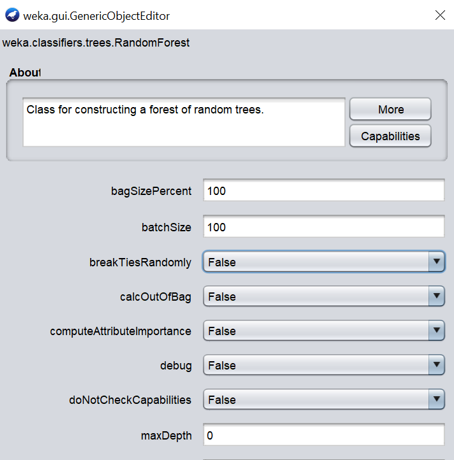 weka.gui.GenericObjectEditor
weka.classifiers.trees.RandomForest
About
Class for constructing a forest of random trees.
More
Capabilities
bagSizePercent 100
batchSize 100
breakTiesRandomly False
calcOutOfBag False
computeAttributeImportance False
debug False
doNotCheckCapabilities False
maxDepth 0